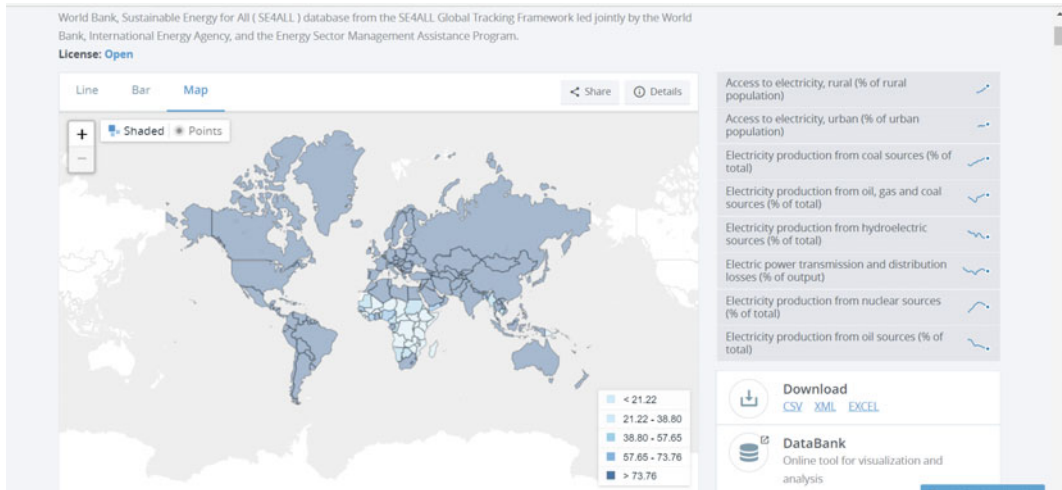 World Bank, Sustainable Energy for All ( SE4ALL ) database from the SE4ALL Global Tracking Framework led jointly by the World
Bank, International Energy Agency, and the Energy Sector Management Assistance Program.
License: Open
Line
Bar
Map
Share
Details
+
−
Shaded
Points
< 21.22
21.22 - 38.80
38.80 - 57.65
57.65 - 73.76
> 73.76
Access to electricity, rural (% of rural
population)
Access to electricity, urban (% of urban
population)
Electricity production from coal sources (% of
total)
Electricity production from oil, gas and coal
sources (% of total)
Electricity production from hydroelectric
sources (% of total)
Electric power transmission and distribution
losses (% of output)
Electricity production from nuclear sources
(% of total)
Electricity production from oil sources (% of
total)
Download
CSV XML EXCEL
DataBank
Online tool for visualization and
analysis